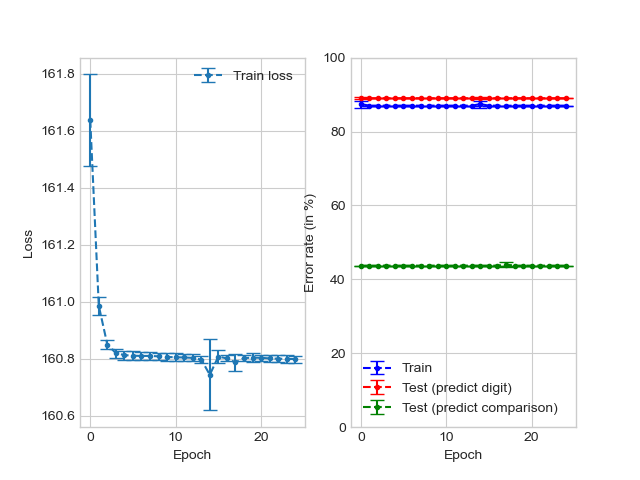 161.8
161.6
161.4
161.2
161.0
160.8
160.6
Loss
0
10
20
Epoch
Train loss
100
80
60
40
20
0
Error rate (in %)
0
10
20
Epoch
Train
Test (predict digit)
Test (predict comparison)